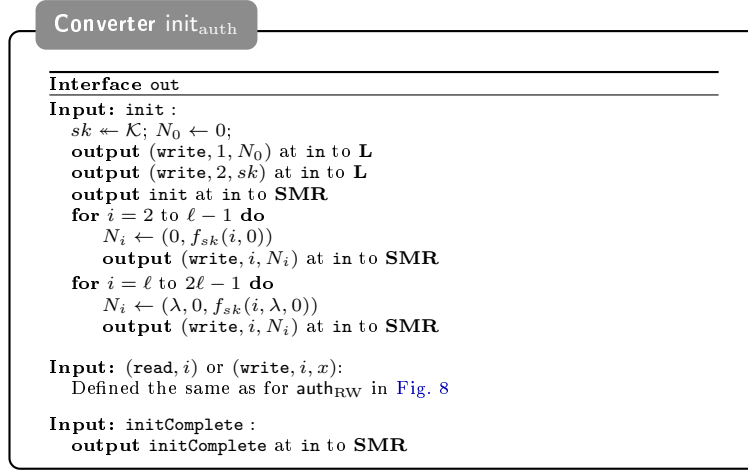 Converter init_auth
Interface out
Input: init :
sk ↞ 𝒦; N_0 ← 0;
output (write, 1, N_0) at in to L
output (write, 2, sk) at in to L
output init at in to SMR
for i = 2 to ℓ − 1 do
N_i ← (0, f_sk(i, 0))
output (write, i, N_i) at in to SMR
for i = ℓ to 2ℓ − 1 do
N_i ← (λ, 0, f_sk(i, λ, 0))
output (write, i, N_i) at in to SMR
Input: (read, i) or (write, i, x):
Defined the same as for auth_RW in Fig. 8
Input: initComplete :
output initComplete at in to SMR